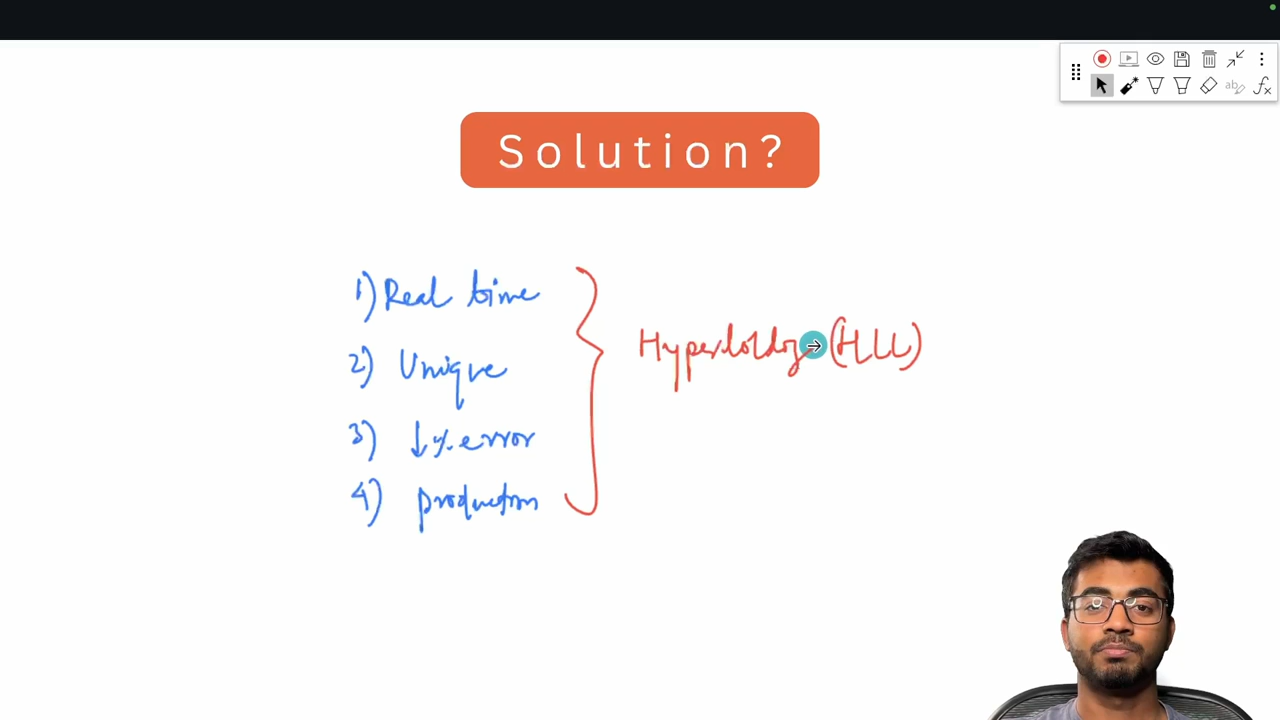 Solution?
1) Real time
2) Unique
3) ↓ %. error
4) production
Hyperloglog → (HLL)